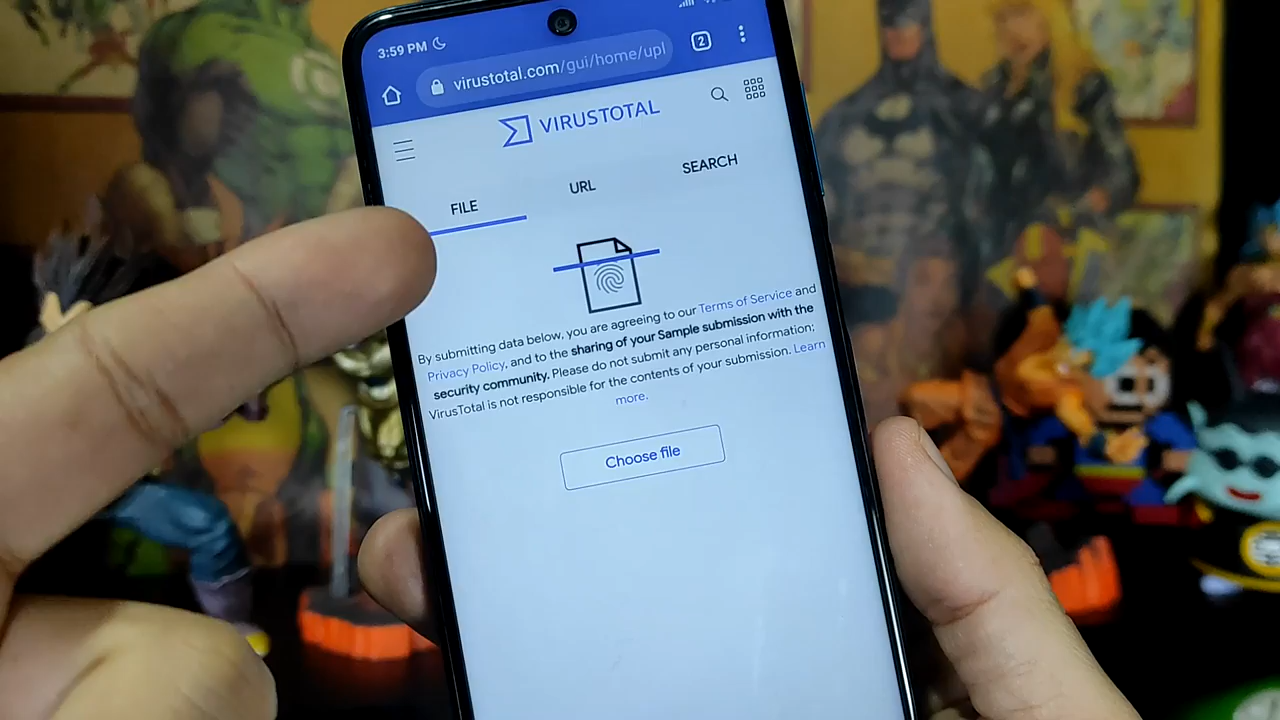 3:59 PM
virustotal.com/gui/home/upl
2
VIRUSTOTAL
FILE
URL
SEARCH
By submitting data below, you are agreeing to our Terms of Service and
Privacy Policy, and to the sharing of your Sample submission with the
security community. Please do not submit any personal information;
VirusTotal is not responsible for the contents of your submission. Learn
more.
Choose file